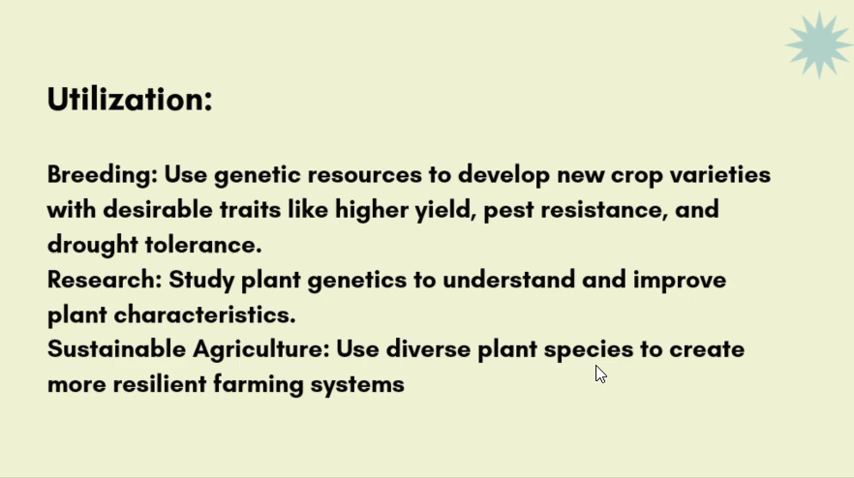 Utilization:
Breeding: Use genetic resources to develop new crop varieties
with desirable traits like higher yield, pest resistance, and
drought tolerance.
Research: Study plant genetics to understand and improve
plant characteristics.
Sustainable Agriculture: Use diverse plant species to create
more resilient farming systems